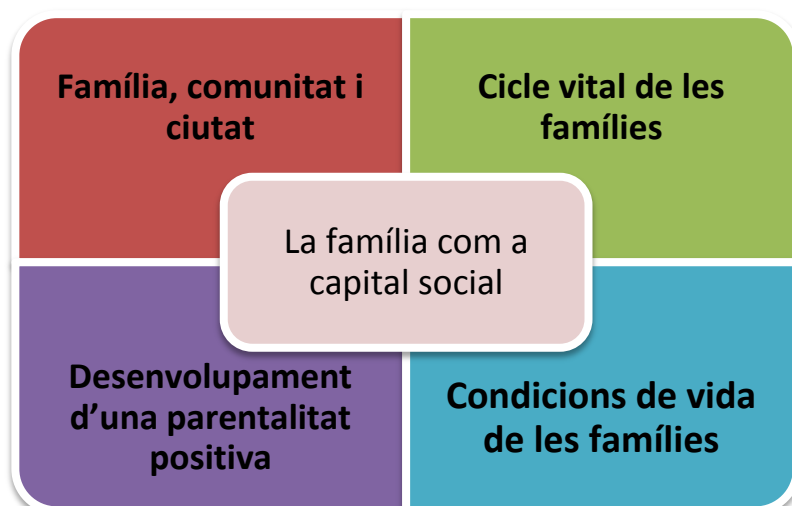 Família, comunitat i
ciutat
Cicle vital de les
famílies
La família com a
capital social
Desenvolupament
d’una parentalitat
positiva
Condicions de vida
de les famílies